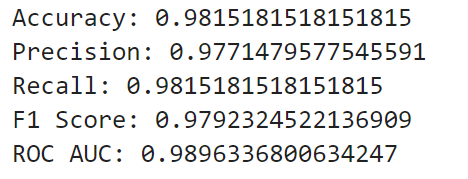 Accuracy: 0.9815181518151815
Precision: 0.9771479577545591
Recall: 0.9815181518151815
F1 Score: 0.9792324522136909
ROC AUC: 0.9896336800634247